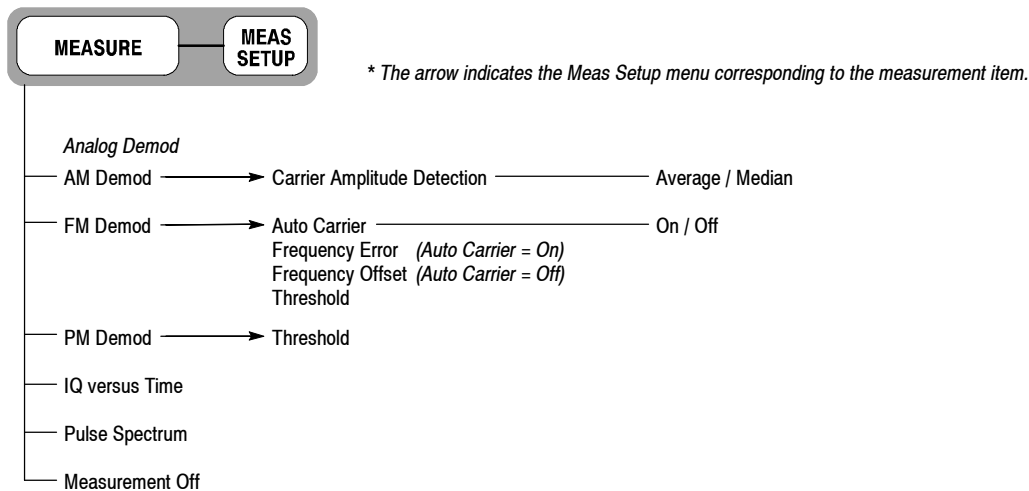 MEASURE
MEAS
SETUP
* The arrow indicates the Meas Setup menu corresponding to the measurement item.
Analog Demod
AM Demod Carrier Amplitude Detection Average / Median
FM Demod Auto Carrier On / Off
Frequency Error (Auto Carrier = On)
Frequency Offset (Auto Carrier = Off)
Threshold
PM Demod Threshold
IQ versus Time
Pulse Spectrum
Measurement Off